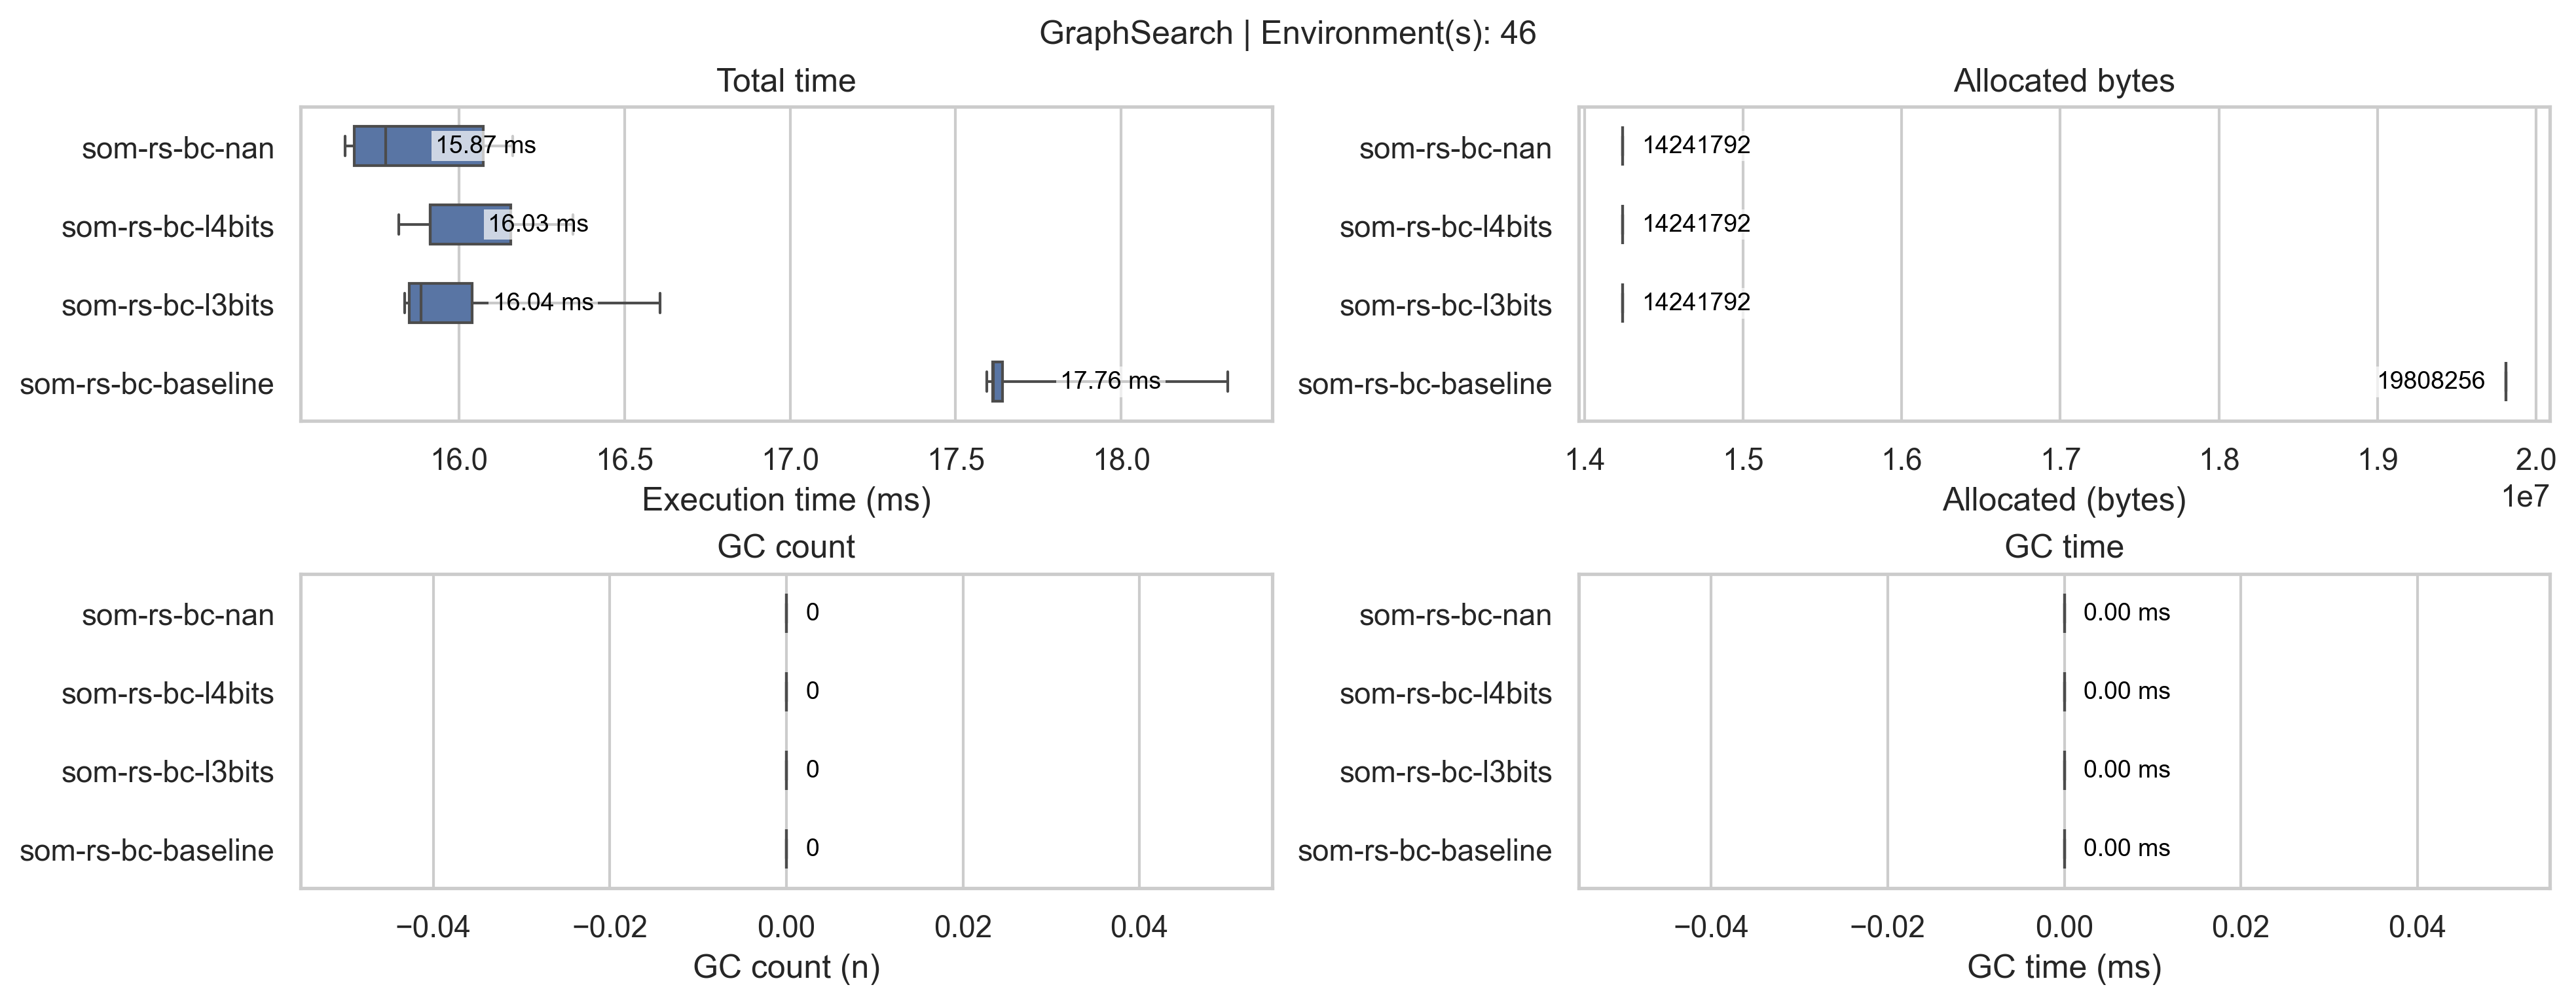 GraphSearch | Environment(s): 46
Total time
som-rs-bc-nan
15.87 ms
som-rs-bc-l4bits
16.03 ms
som-rs-bc-l3bits
16.04 ms
som-rs-bc-baseline
17.76 ms
16.0 16.5 17.0 17.5 18.0
Execution time (ms)
Allocated bytes
som-rs-bc-nan
14241792
som-rs-bc-l4bits
14241792
som-rs-bc-l3bits
14241792
som-rs-bc-baseline
19808256
1.4 1.5 1.6 1.7 1.8 1.9 2.0
1e7
Allocated (bytes)
GC count
som-rs-bc-nan
0
som-rs-bc-l4bits
0
som-rs-bc-l3bits
0
som-rs-bc-baseline
0
−0.04 −0.02 0.00 0.02 0.04
GC count (n)
GC time
som-rs-bc-nan
0.00 ms
som-rs-bc-l4bits
0.00 ms
som-rs-bc-l3bits
0.00 ms
som-rs-bc-baseline
0.00 ms
−0.04 −0.02 0.00 0.02 0.04
GC time (ms)